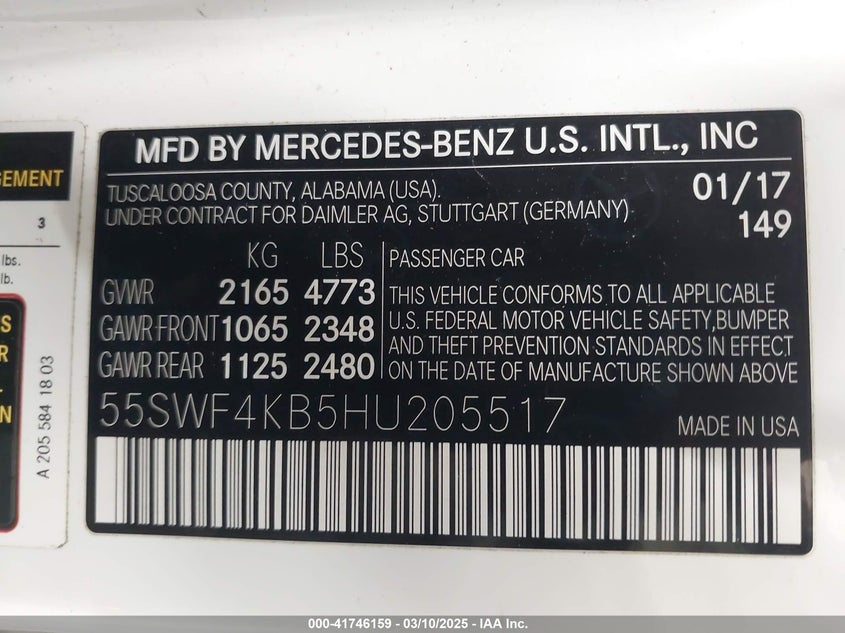 MFD BY MERCEDES-BENZ U.S. INTL., INC
TUSCALOOSA COUNTY, ALABAMA (USA). 01/17
UNDER CONTRACT FOR DAIMLER AG, STUTTGART (GERMANY) 149
KG LBS PASSENGER CAR
GVWR 2165 4773
GAWR FRONT 1065 2348
GAWR REAR 1125 2480
THIS VEHICLE CONFORMS TO ALL APPLICABLE
U.S. FEDERAL MOTOR VEHICLE SAFETY,BUMPER
AND THEFT PREVENTION STANDARDS IN EFFECT
ON THE DATE OF MANUFACTURE SHOWN ABOVE
55SWF4KB5HU205517 MADE IN USA
3
lbs.
lb.
A 205 584 18 03
000-41746159 - 03/10/2025 - IAA Inc.